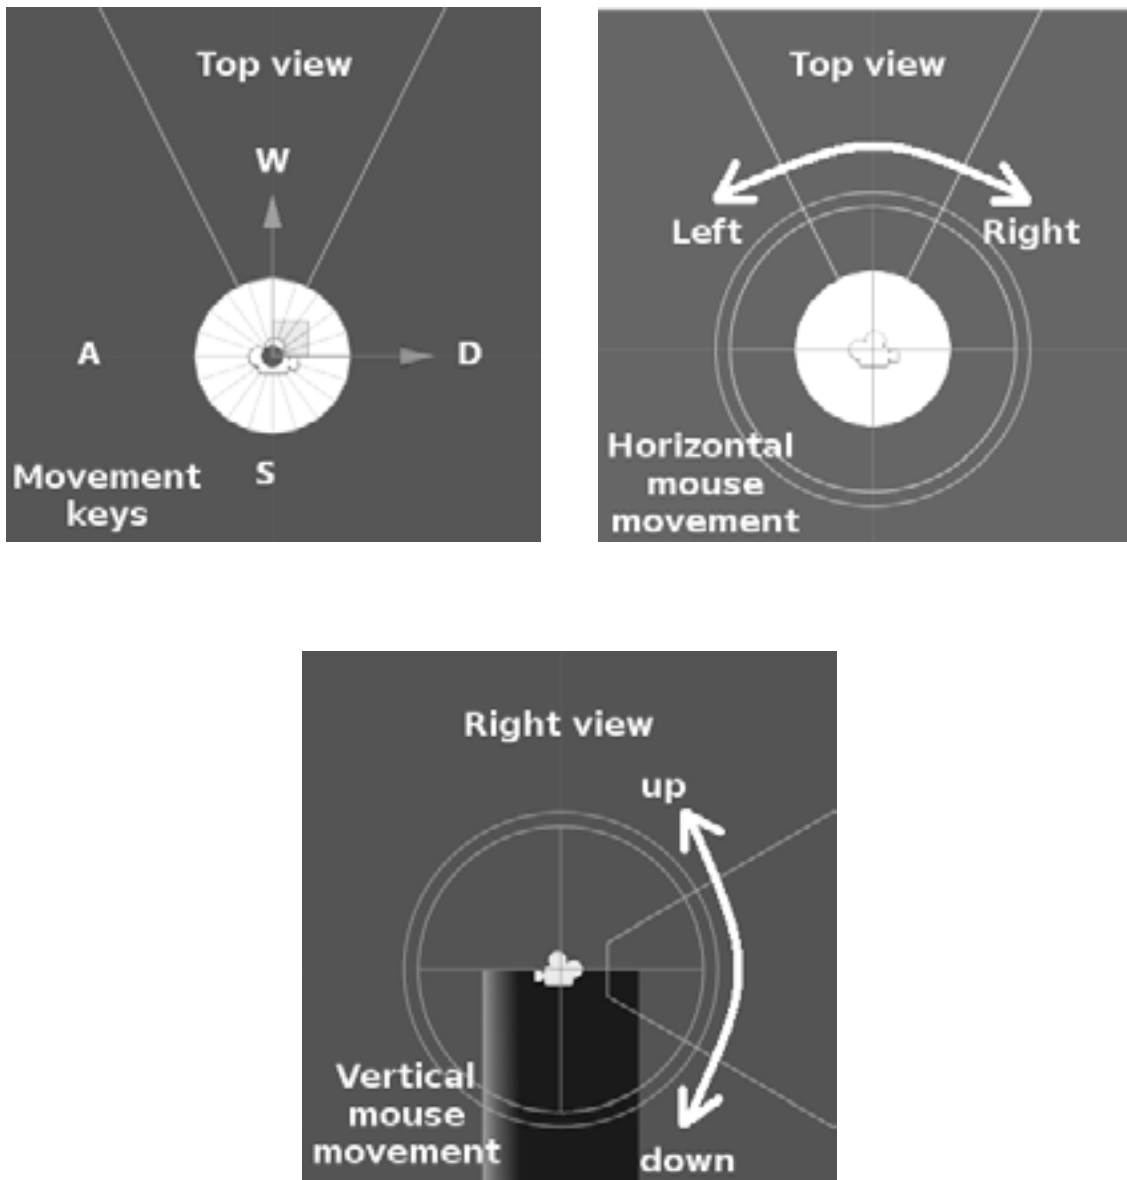 Top view
W
A
D
S
Movement
keys
Top view
Left
Right
Horizontal
mouse
movement
Right view
up
Vertical
mouse
movement
down